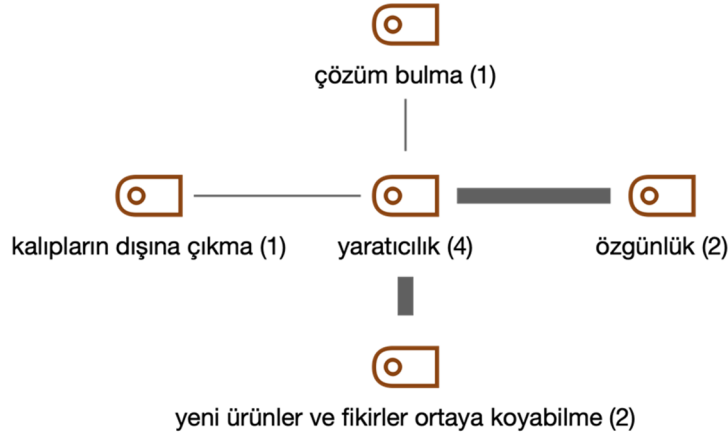 çözüm bulma (1)
kalıpların dışına çıkma (1)
yaratıcılık (4)
özgünlük (2)
yeni ürünler ve fikirler ortaya koyabilme (2)